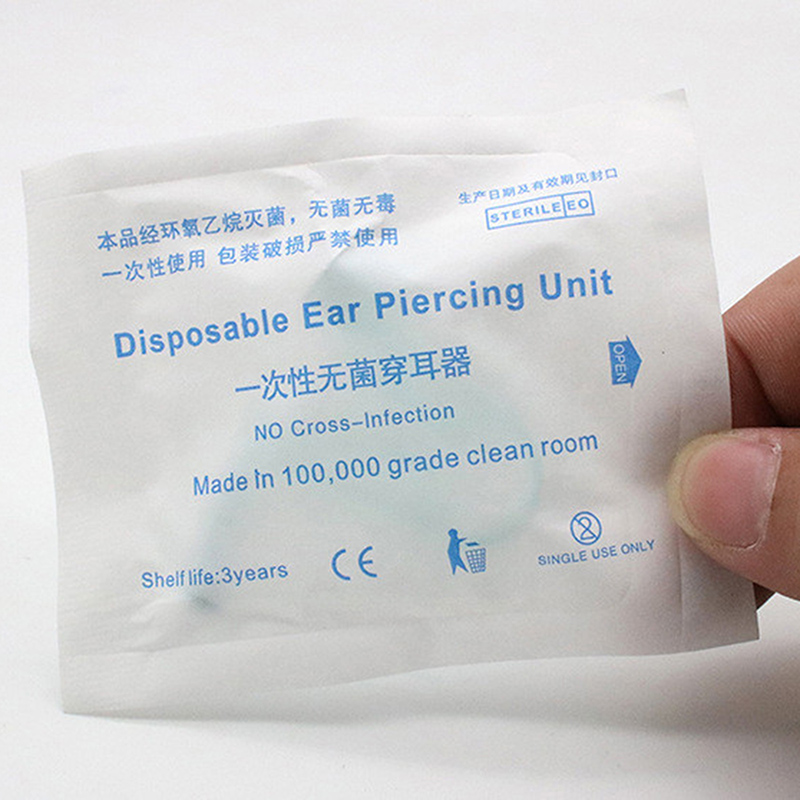 本品经环氧乙烷灭菌，无菌无毒
一次性使用 包装破损严禁使用
生产日期及有效期见封口
STERILE EO
Disposable Ear Piercing Unit
一次性无菌穿耳器
OPEN
NO Cross-Infection
Made in 100,000 grade clean room
Shelf life:3years
CE
2
SINGLE USE ONLY